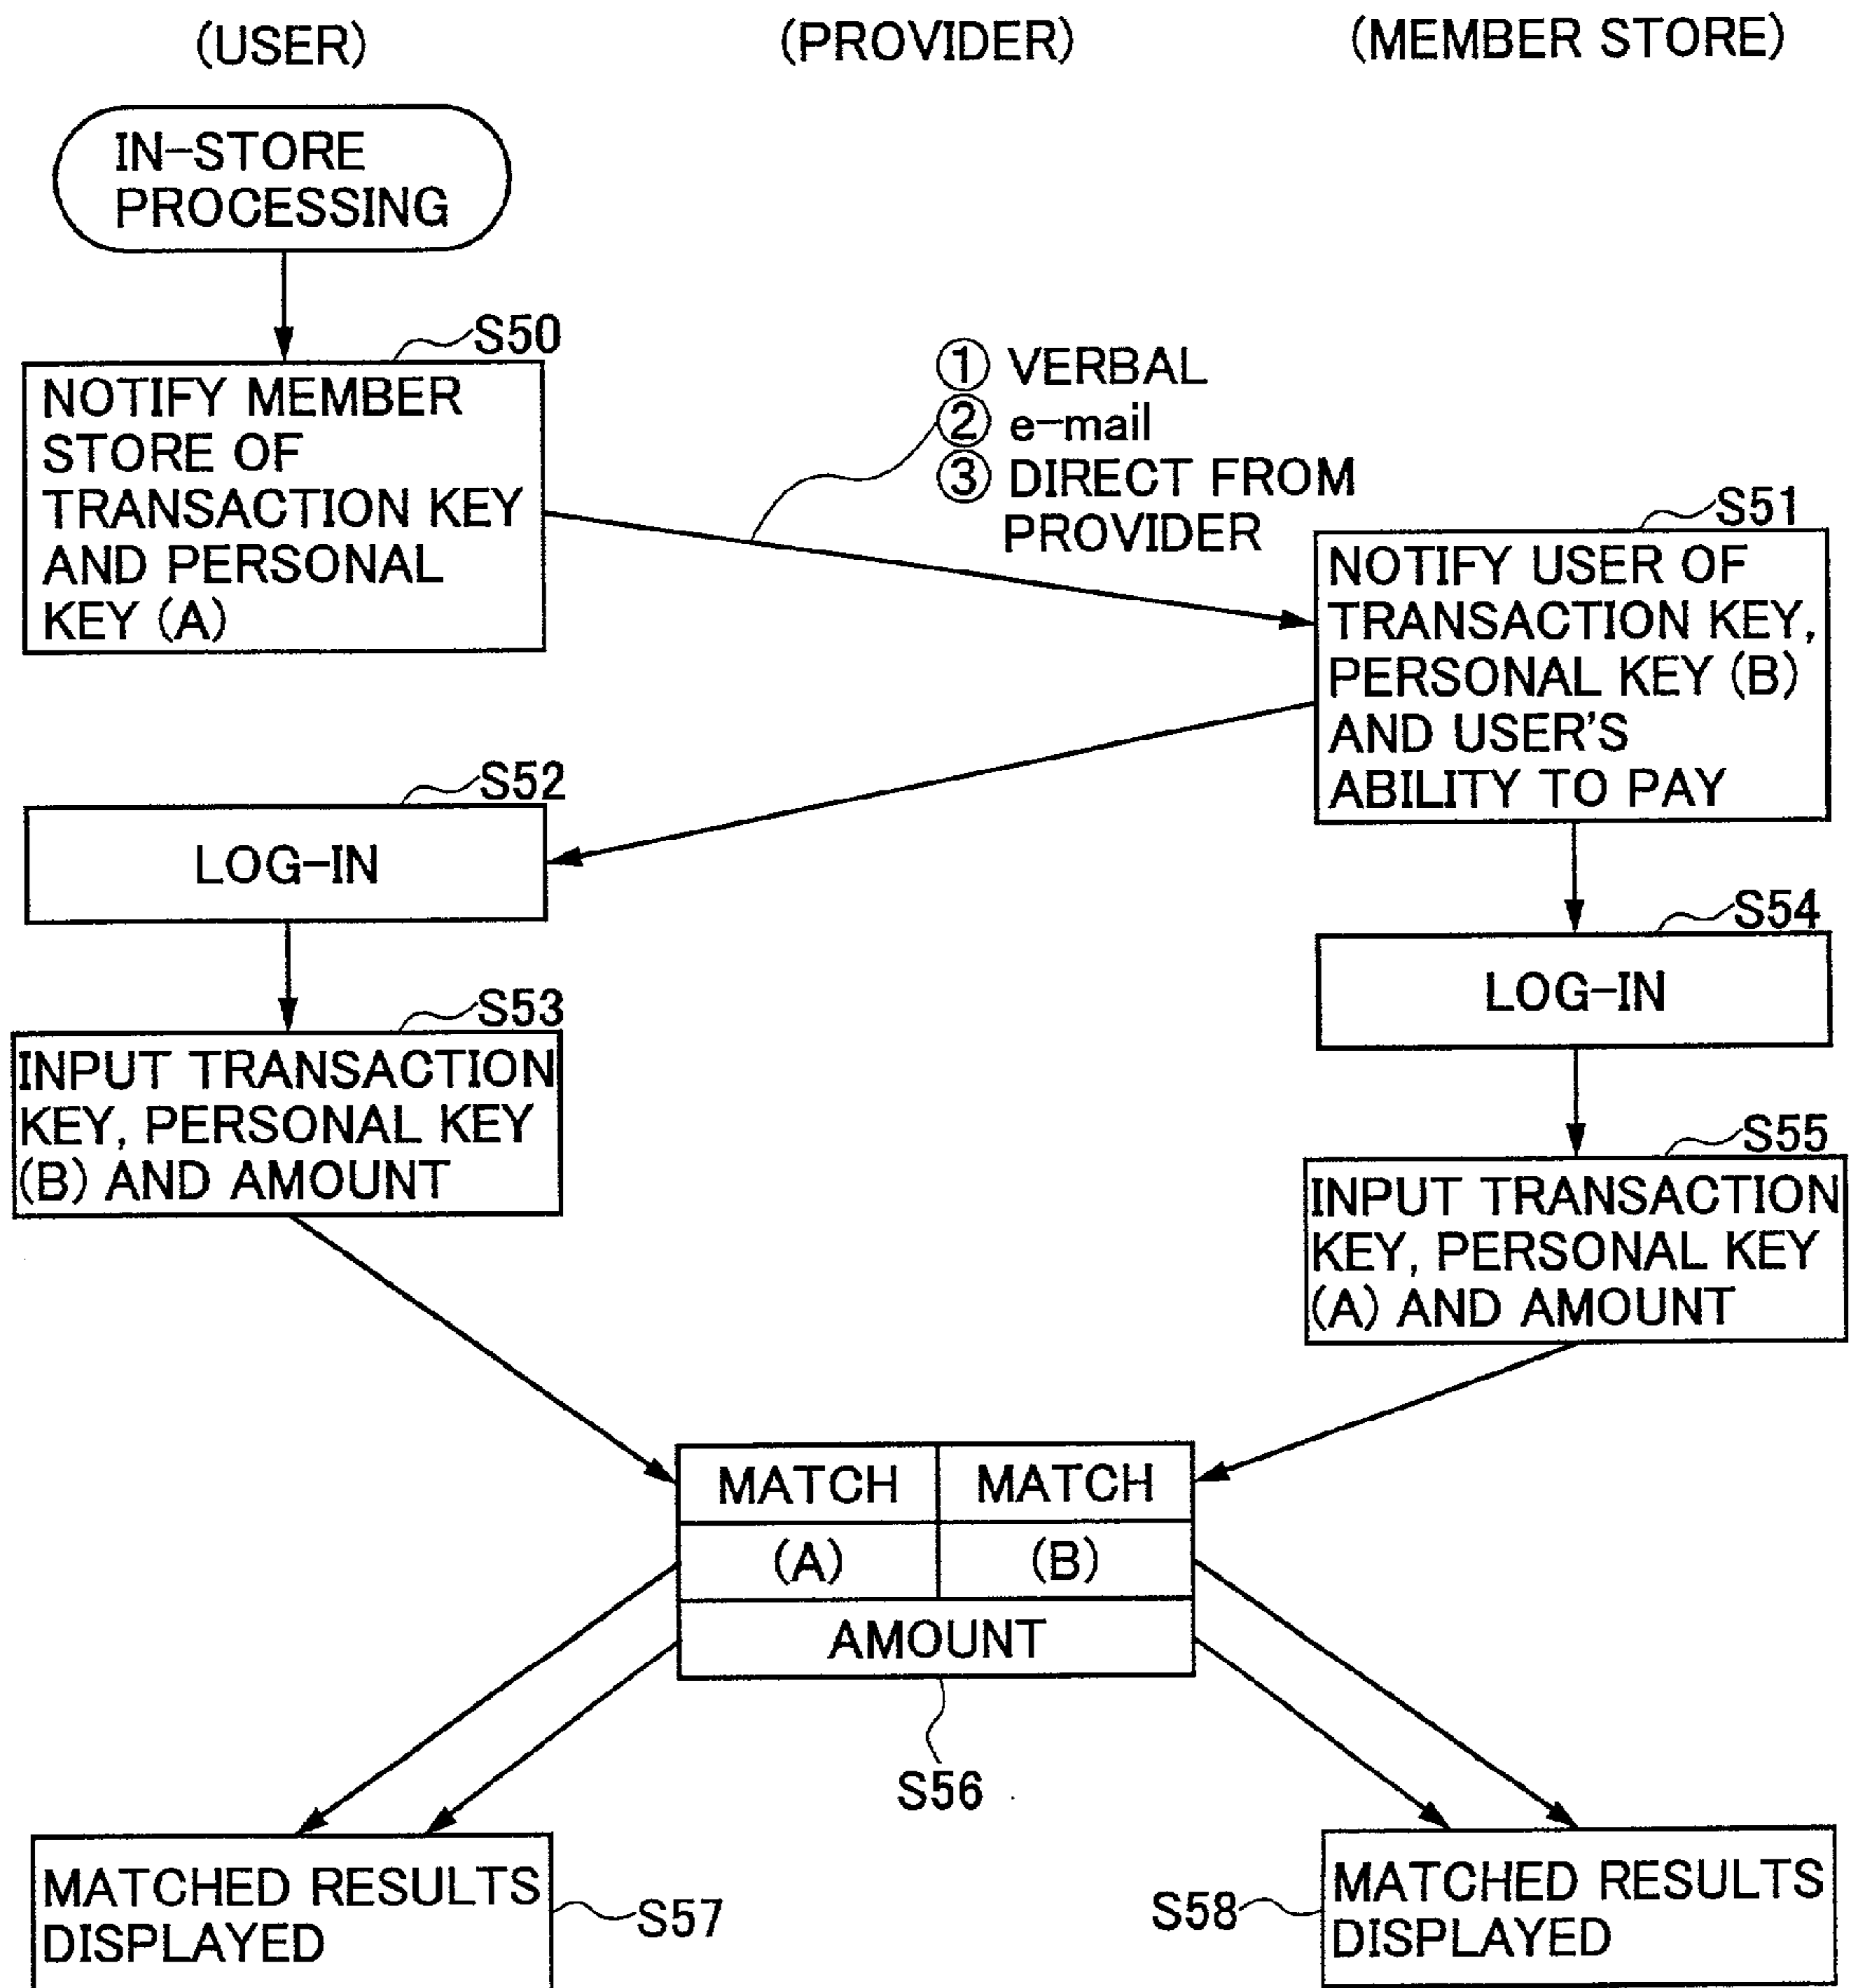 (USER)
(PROVIDER)
(MEMBER STORE)
IN-STORE
PROCESSING
S50
NOTIFY MEMBER
STORE OF
TRANSACTION KEY
AND PERSONAL
KEY (A)
① VERBAL
② e-mail
③ DIRECT FROM
PROVIDER
S51
NOTIFY USER OF
TRANSACTION KEY,
PERSONAL KEY (B)
AND USER'S
ABILITY TO PAY
S52
LOG-IN
S54
LOG-IN
S53
INPUT TRANSACTION
KEY, PERSONAL KEY
(B) AND AMOUNT
S55
INPUT TRANSACTION
KEY, PERSONAL KEY
(A) AND AMOUNT
MATCH
MATCH
(A)
(B)
AMOUNT
S56
MATCHED RESULTS
DISPLAYED
S57
S58
MATCHED RESULTS
DISPLAYED